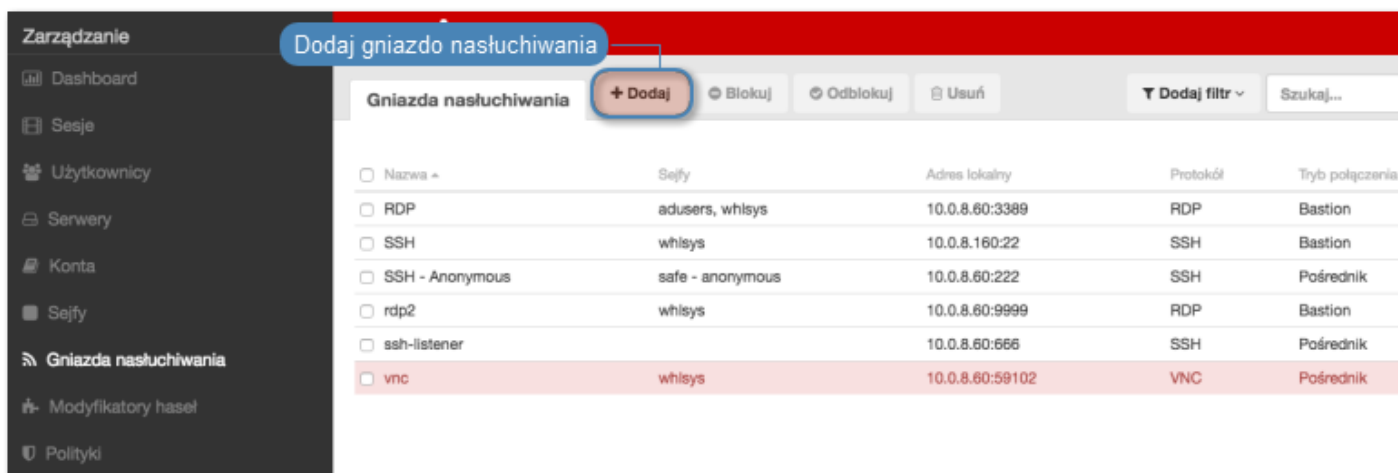 Zarządzanie
Dodaj gniazdo nasłuchiwania
Dashboard
Sesje
Użytkownicy
Serwery
Konta
Sejfy
Gniazda nasłuchiwania
Modyfikatory haseł
Polityki
Gniazda nasłuchiwania + Dodaj Blokuj Odblokuj Usuń Dodaj filtr Szukaj...
Nazwa Sejfy Adres lokalny Protokół Tryb połączenia
RDP adusers, whlsys 10.0.8.60:3389 RDP Bastion
SSH whlsys 10.0.8.160:22 SSH Bastion
SSH - Anonymous safe - anonymous 10.0.8.60:222 SSH Pośrednik
rdp2 whlsys 10.0.8.60:9999 RDP Bastion
ssh-listener 10.0.8.60:666 SSH Pośrednik
vnc whlsys 10.0.8.60:59102 VNC Pośrednik